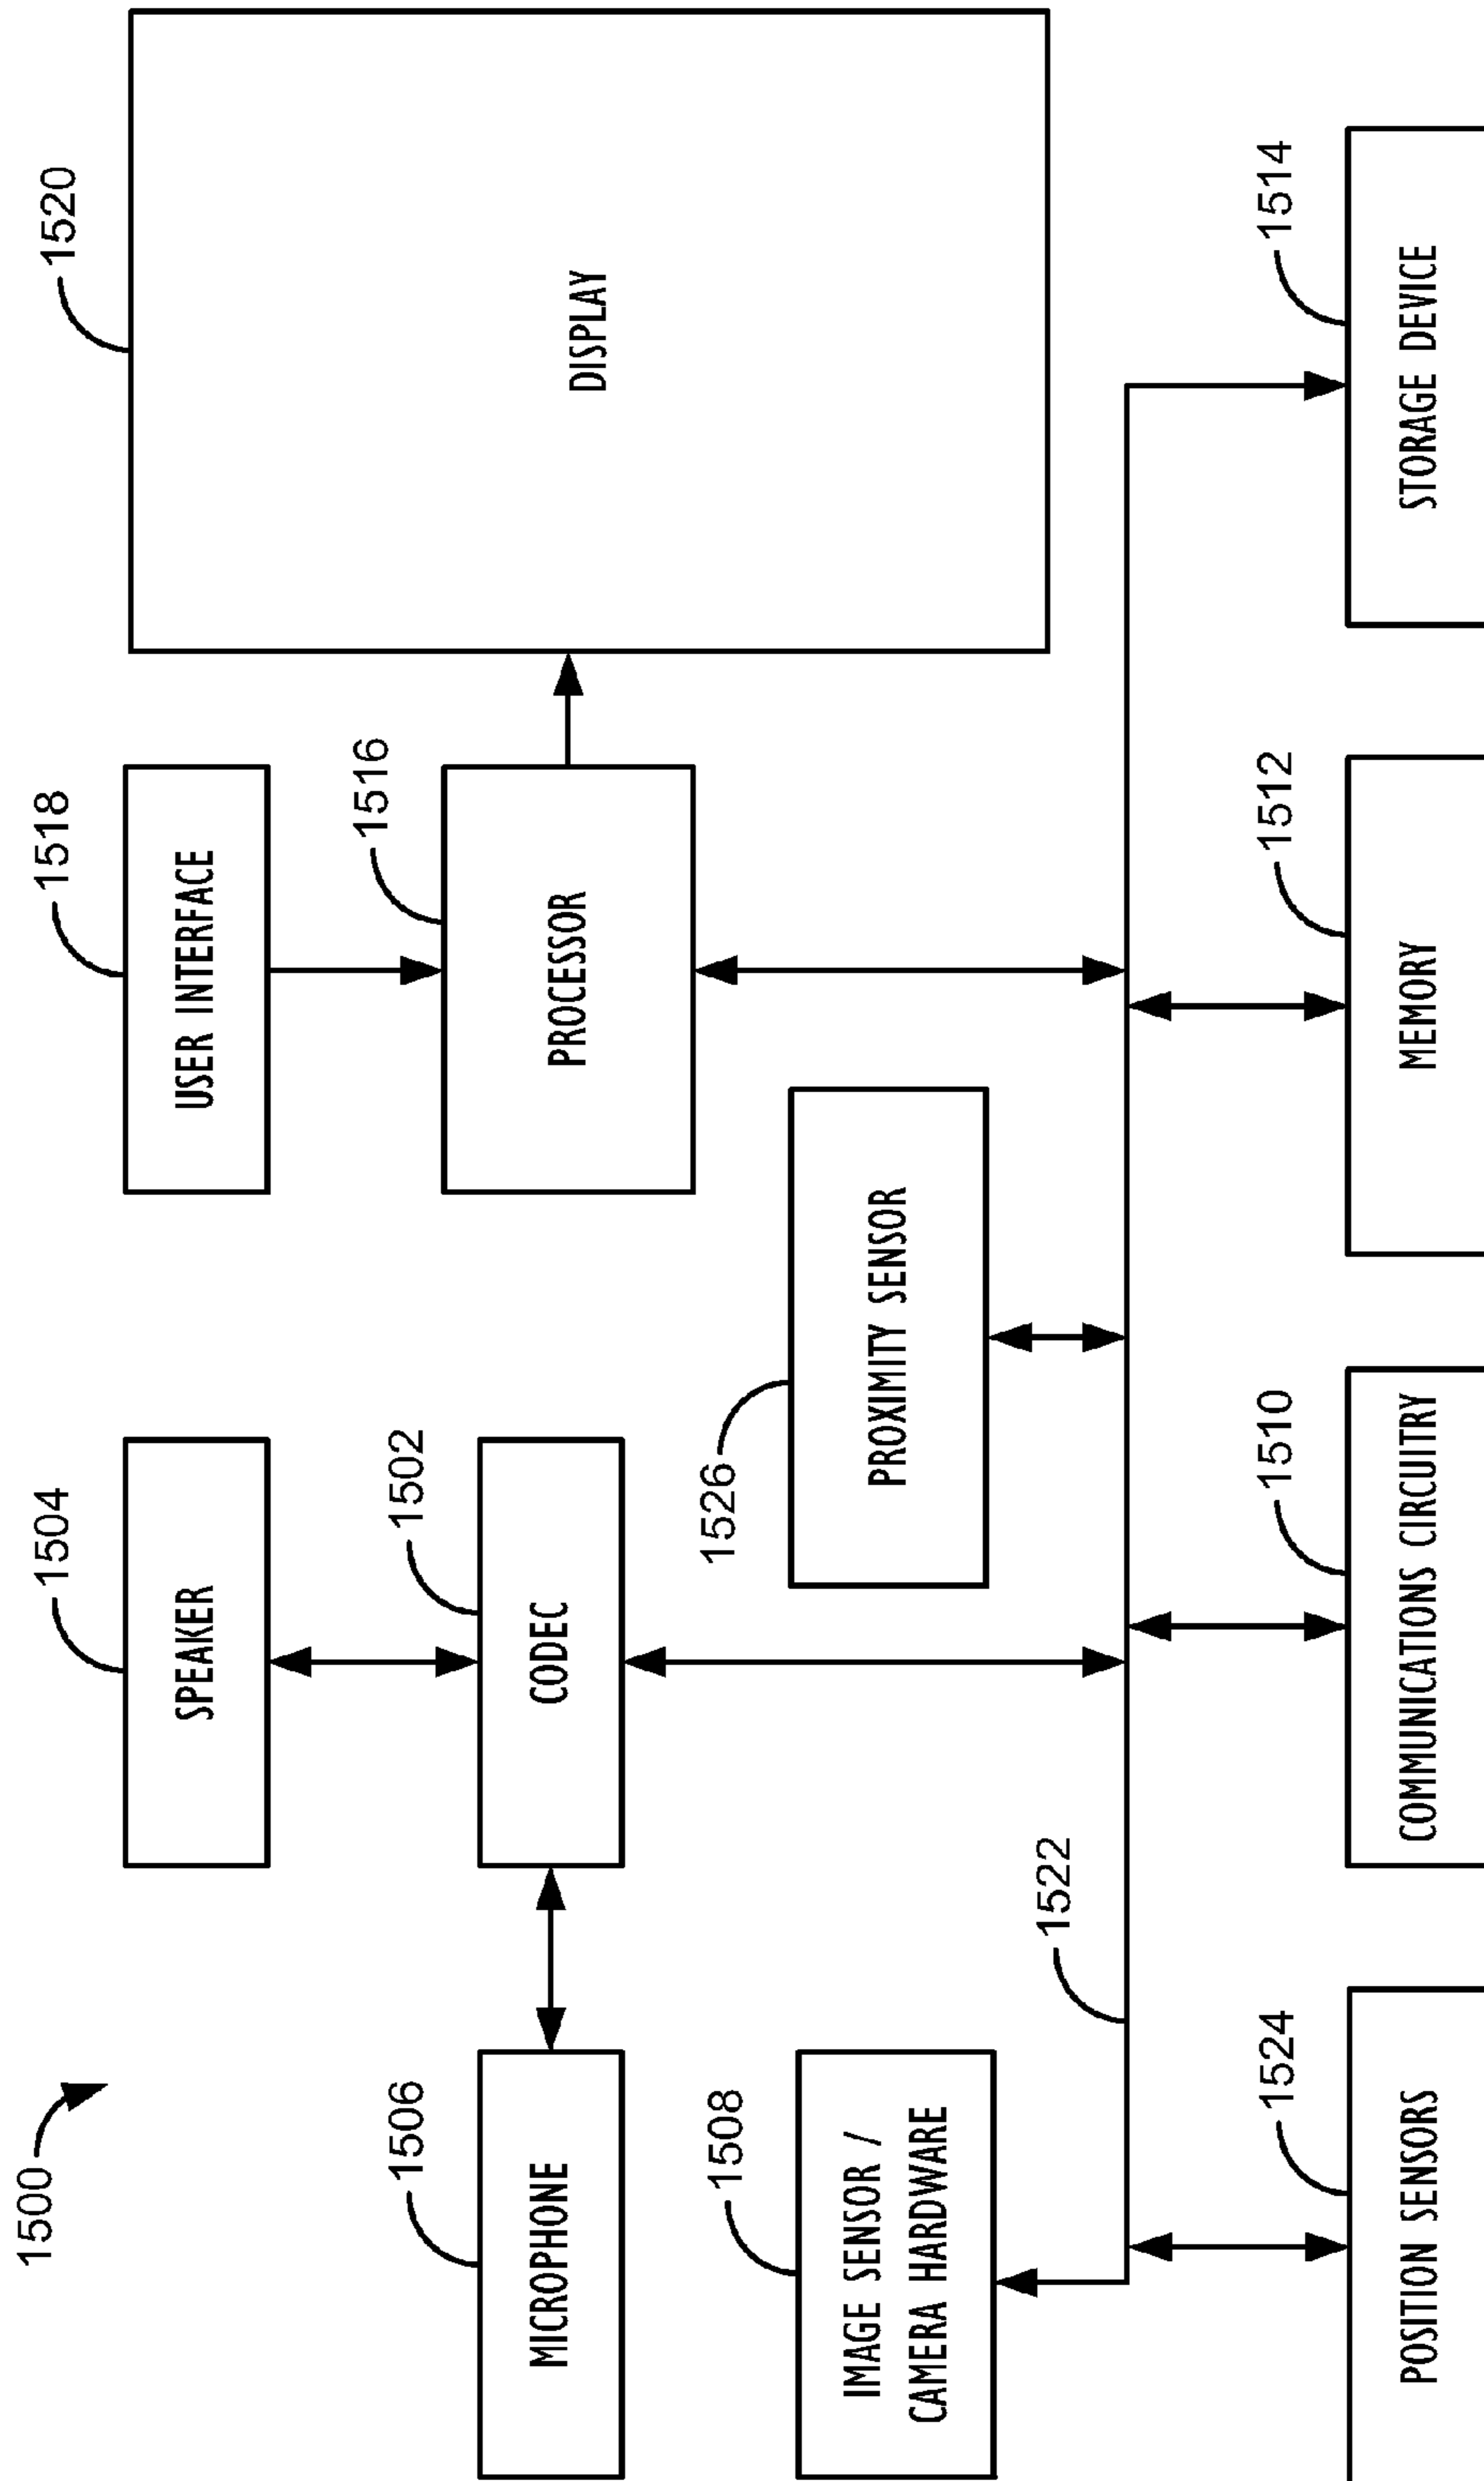 1500
SPEAKER
1504
USER INTERFACE
1518
DISPLAY
1520
MICROPHONE
1506
CODEC
1502
PROCESSOR
1516
IMAGE SENSOR /
CAMERA HARDWARE
1508
PROXIMITY SENSOR
1526
1522
POSITION SENSORS
1524
COMMUNICATIONS CIRCUITRY
1510
MEMORY
1512
STORAGE DEVICE
1514